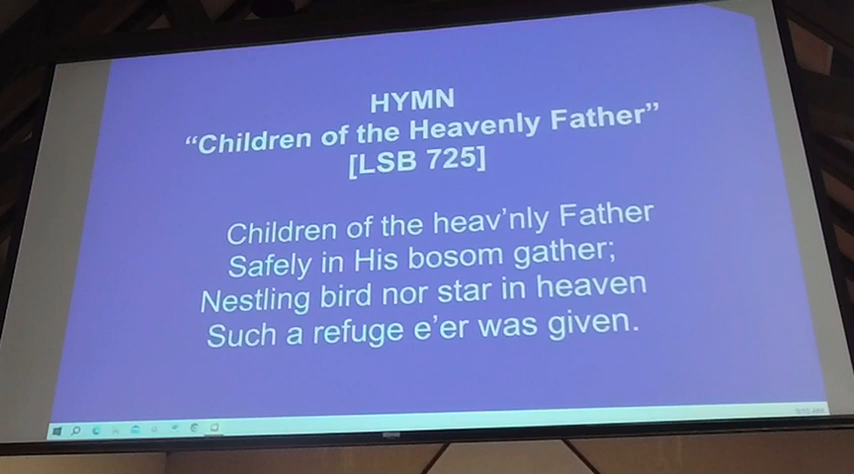 HYMN
“Children of the Heavenly Father”
[LSB 725]
Children of the heav’nly Father
Safely in His bosom gather;
Nestling bird nor star in heaven
Such a refuge e’er was given.